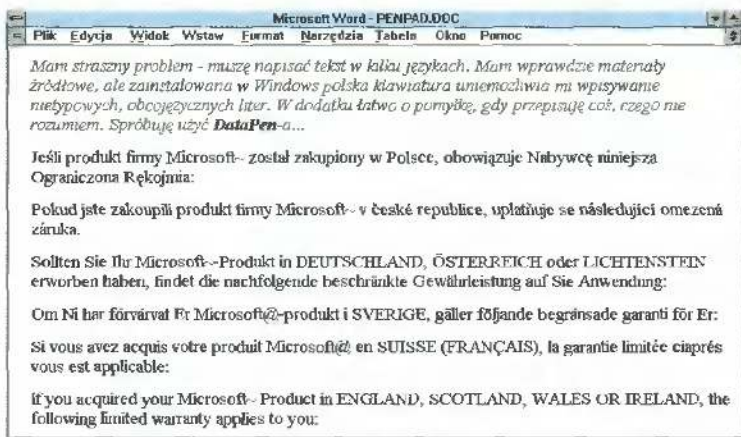 Microsoft Word - PENPAD.DOC
Plik Edycja Widok Wstaw Format Narzędzia Tabela Okno Pomoc
Mam straszny problem - muszę napisać tekst w kilku językach. Mam wprawdzie materiały
źródłowe, ale zainstalowana w Windows polska klawiatura uniemożliwia mi wpisywanie
nietypowych, obcojęzycznych liter. W dodatku łatwo o pomyłkę, gdy przepisuję coś, czego nie
rozumiem. Spróbuję użyć DataPen-a...
Jeśli produkt firmy Microsoft~ został zakupiony w Polsce, obowiązuje Nabywcę niniejsza
Ograniczona Rękojmia:
Pokud jste zakoupili produkt firmy Microsoft~ v české republice, uplatňuje se následující omezená
záruka.
Sollten Sie Ihr Microsoft~-Produkt in DEUTSCHLAND, ÖSTERREICH oder LICHTENSTEIN
erworben haben, findet die nachfolgende beschränkte Gewährleistung auf Sie Anwendung:
Om Ni har förvärvat Er Microsoft@-produkt i SVERIGE, gäller följande begränsade garanti för Er:
Si vous avez acquis votre produit Microsoft@ en SUISSE (FRANÇAIS), la garantie limitée ciaprés
vous est applicable:
if you acquired your Microsoft~ Product in ENGLAND, SCOTLAND, WALES OR IRELAND, the
following limited warranty applies to you: